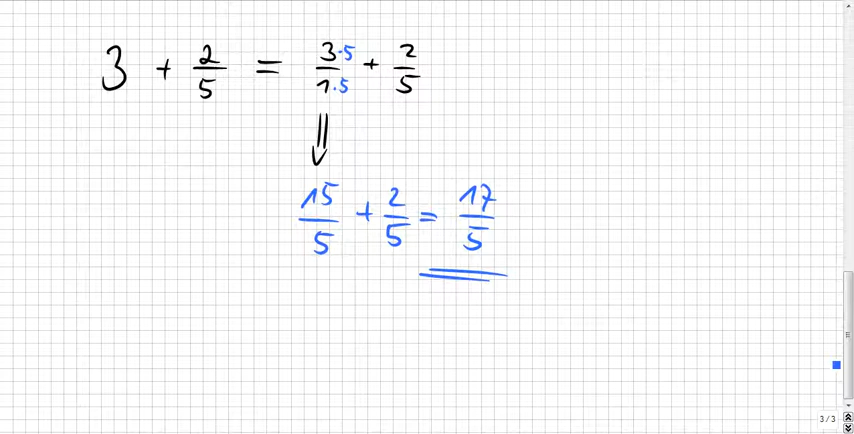 3 + 2/5 = 3·5/1·5 + 2/5
⇓
15/5 + 2/5 = 17/5
3 / 3